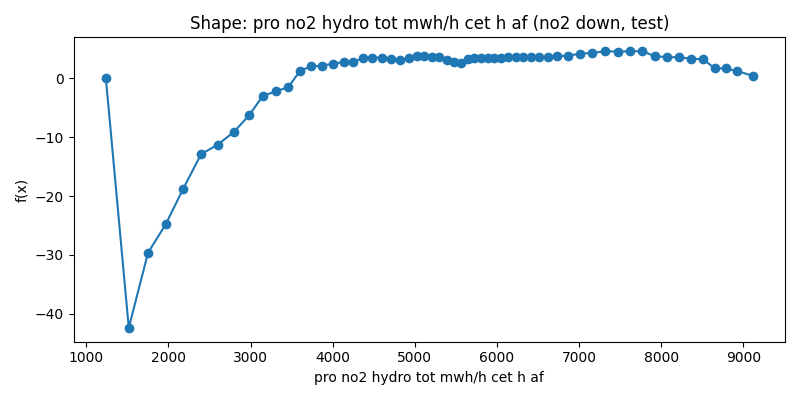 Shape: pro no2 hydro tot mwh/h cet h af (no2 down, test)
f(x)
0
−10
−20
−30
−40
1000 2000 3000 4000 5000 6000 7000 8000 9000
pro no2 hydro tot mwh/h cet h af